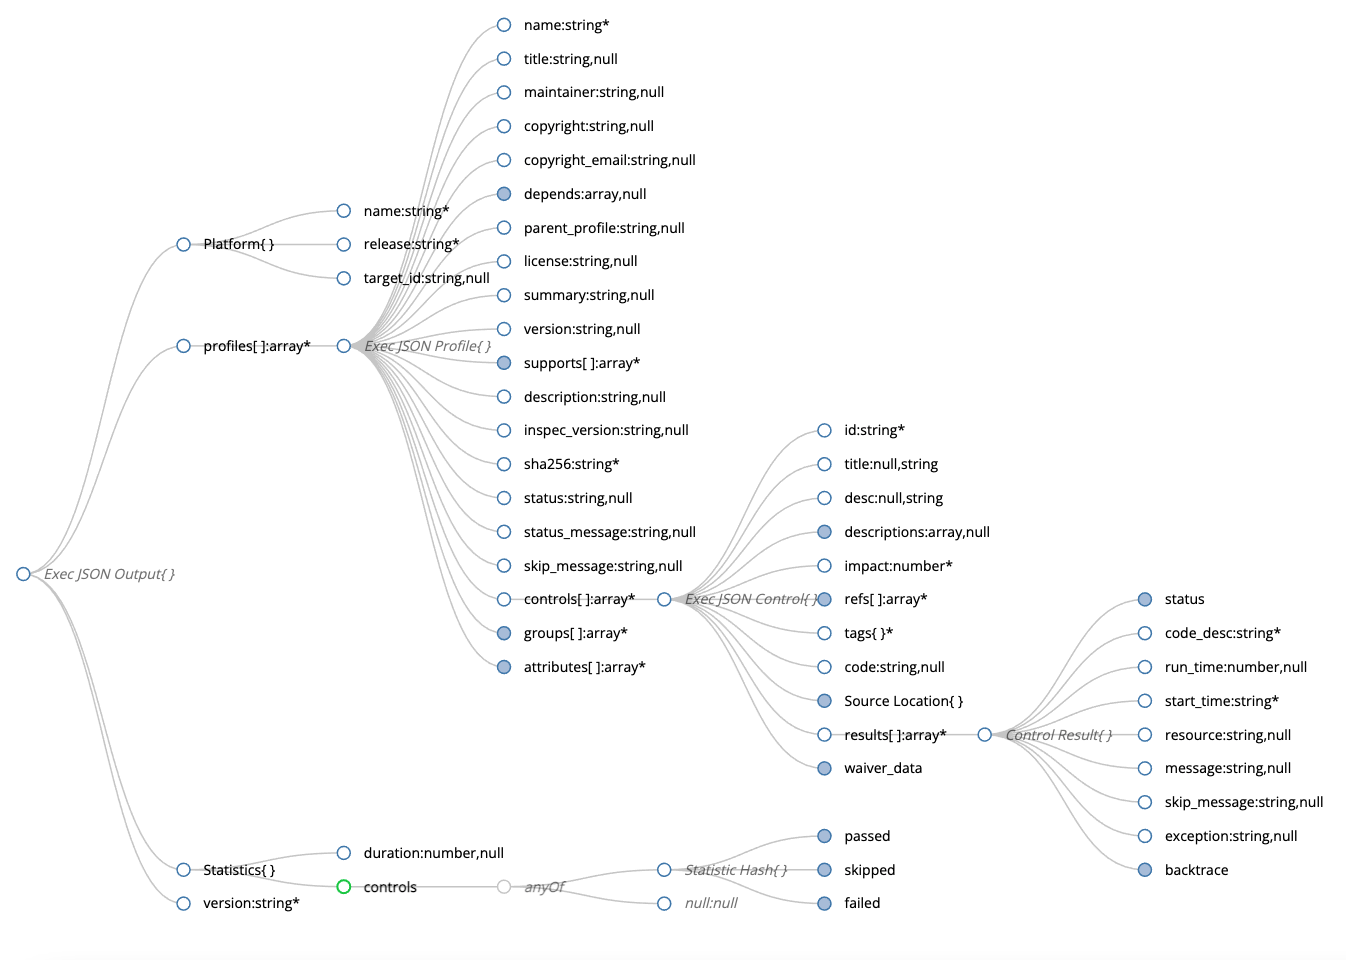 Exec JSON Output{ }
Platform{ }
name:string*
release:string*
target_id:string,null
profiles[ ]:array*
Exec JSON Profile{ }
name:string*
title:string,null
maintainer:string,null
copyright:string,null
copyright_email:string,null
depends:array,null
parent_profile:string,null
license:string,null
summary:string,null
version:string,null
supports[ ]:array*
description:string,null
inspec_version:string,null
sha256:string*
status:string,null
status_message:string,null
skip_message:string,null
controls[ ]:array*
groups[ ]:array*
attributes[ ]:array*
Exec JSON Control{ }
id:string*
title:null,string
desc:null,string
descriptions:array,null
impact:number*
refs[ ]:array*
tags{ }*
code:string,null
Source Location{ }
results[ ]:array*
waiver_data
Control Result{ }
status
code_desc:string*
run_time:number,null
start_time:string*
resource:string,null
message:string,null
skip_message:string,null
exception:string,null
backtrace
Statistics{ }
duration:number,null
controls
anyOf
Statistic Hash{ }
null:null
passed
skipped
failed
version:string*